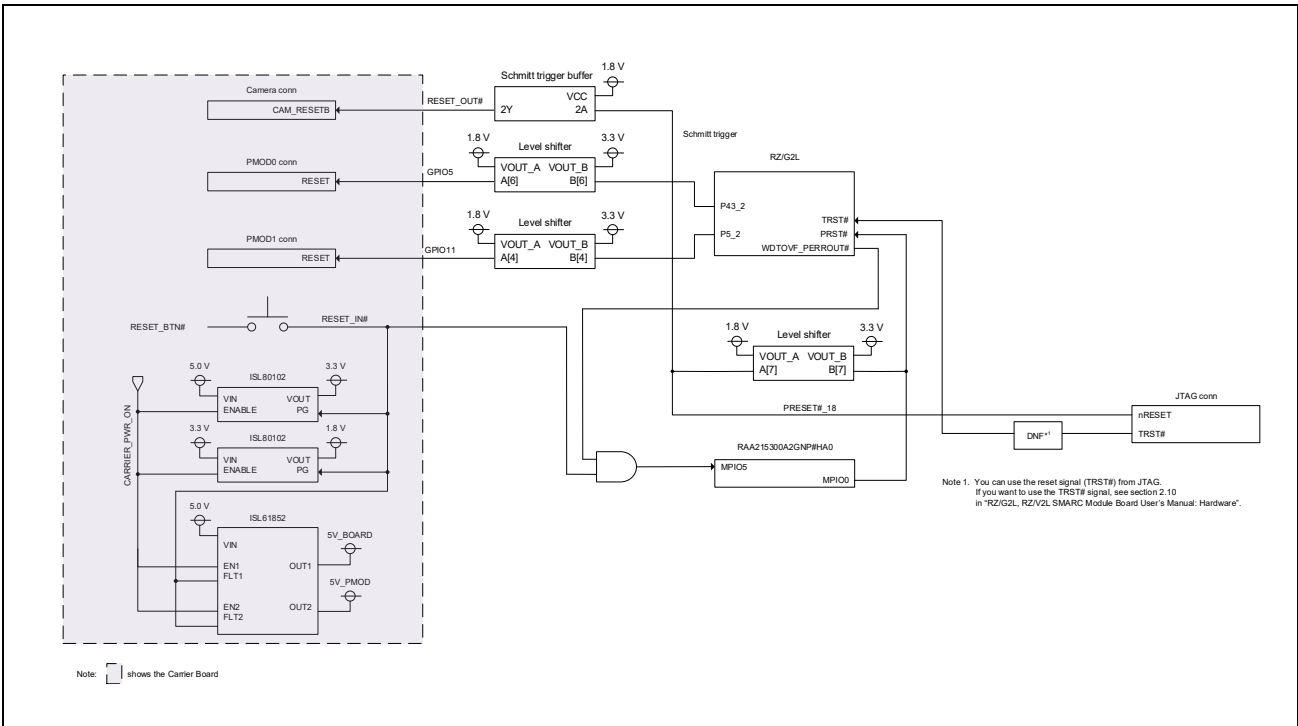 1.8 V
Schmitt trigger buffer
Camera conn
VCC
CAM_RESETB
RESET_OUT#
2Y
2A
Schmitt trigger
1.8 V
3.3 V
Level shifter
RZ/G2L
PMOD0 conn
VOUT_A
VOUT_B
RESET
GPIO5
A[6]
B[6]
P43_2
1.8 V
3.3 V
Level shifter
TRST#
PMOD1 conn
P5_2
PRST#
VOUT_A
VOUT_B
WDTOVF_PERROUT#
RESET
GPIO11
A[4]
B[4]
RESET_BTN#
RESET_IN#
1.8 V
3.3 V
Level shifter
VOUT_A
VOUT_B
A[7]
B[7]
5.0 V
ISL80102
3.3 V
VIN
VOUT
ENABLE
PG
CARRIER_PWR_ON
PRESET#_18
JTAG conn
nRESET
TRST#
DNF*1
3.3 V
ISL80102
1.8 V
VIN
VOUT
ENABLE
PG
RAA215300A2GNP#HA0
MPIO5
MPIO0
Note 1. You can use the reset signal (TRST#) from JTAG.
If you want to use the TRST# signal, see section 2.10
in "RZ/G2L, RZ/V2L SMARC Module Board User's Manual: Hardware".
5.0 V
ISL61852
VIN
5V_BOARD
EN1
OUT1
FLT1
5V_PMOD
EN2
OUT2
FLT2
Note:
shows the Carrier Board